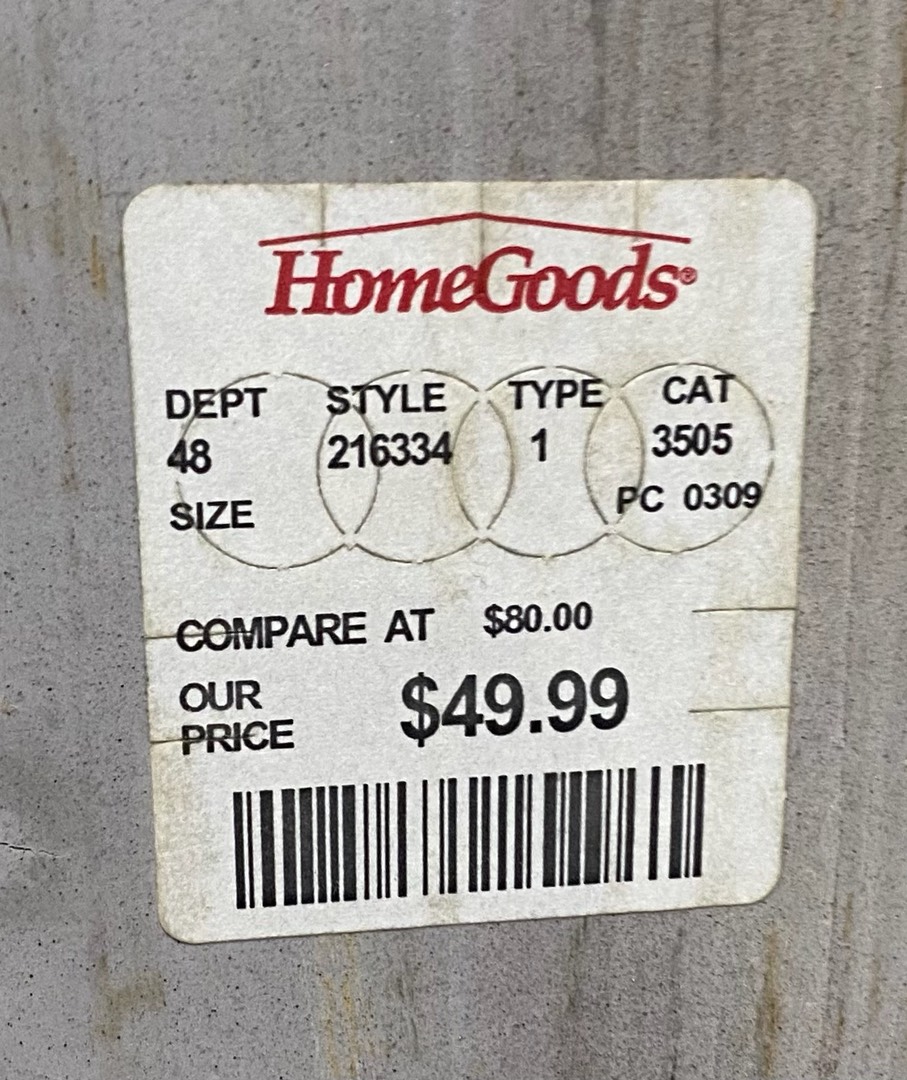 HomeGoods®
DEPT STYLE TYPE CAT
48 216334 1 3505
SIZE PC 0309
COMPARE AT $80.00
OUR
PRICE $49.99